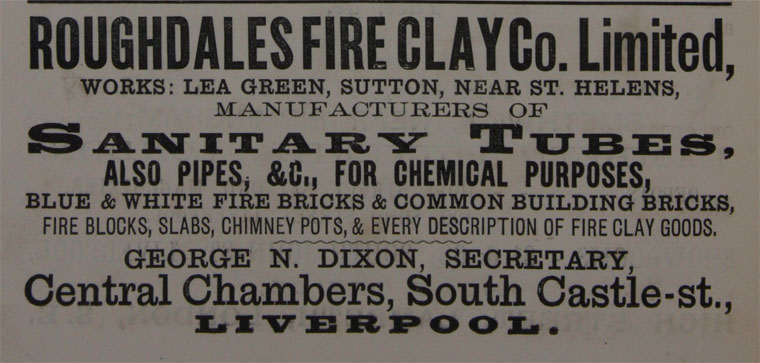 ROUGHDALES FIRE CLAY Co. Limited,
WORKS: LEA GREEN, SUTTON, NEAR ST. HELENS,
MANUFACTURERS OF
SANITARY TUBES,
ALSO PIPES, &C., FOR CHEMICAL PURPOSES,
BLUE & WHITE FIRE BRICKS & COMMON BUILDING BRICKS,
FIRE BLOCKS, SLABS, CHIMNEY POTS, & EVERY DESCRIPTION OF FIRE CLAY GOODS.
GEORGE N. DIXON, SECRETARY,
Central Chambers, South Castle-st.,
LIVERPOOL.